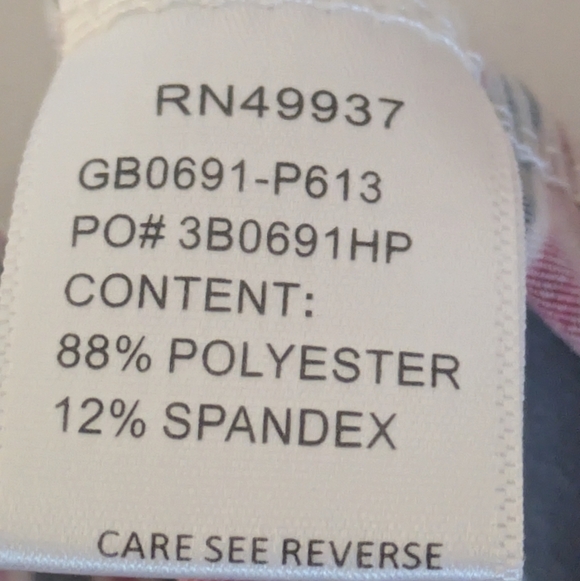 RN49937
GB0691-P613
PO# 3B0691HP
CONTENT:
88% POLYESTER
12% SPANDEX
CARE SEE REVERSE